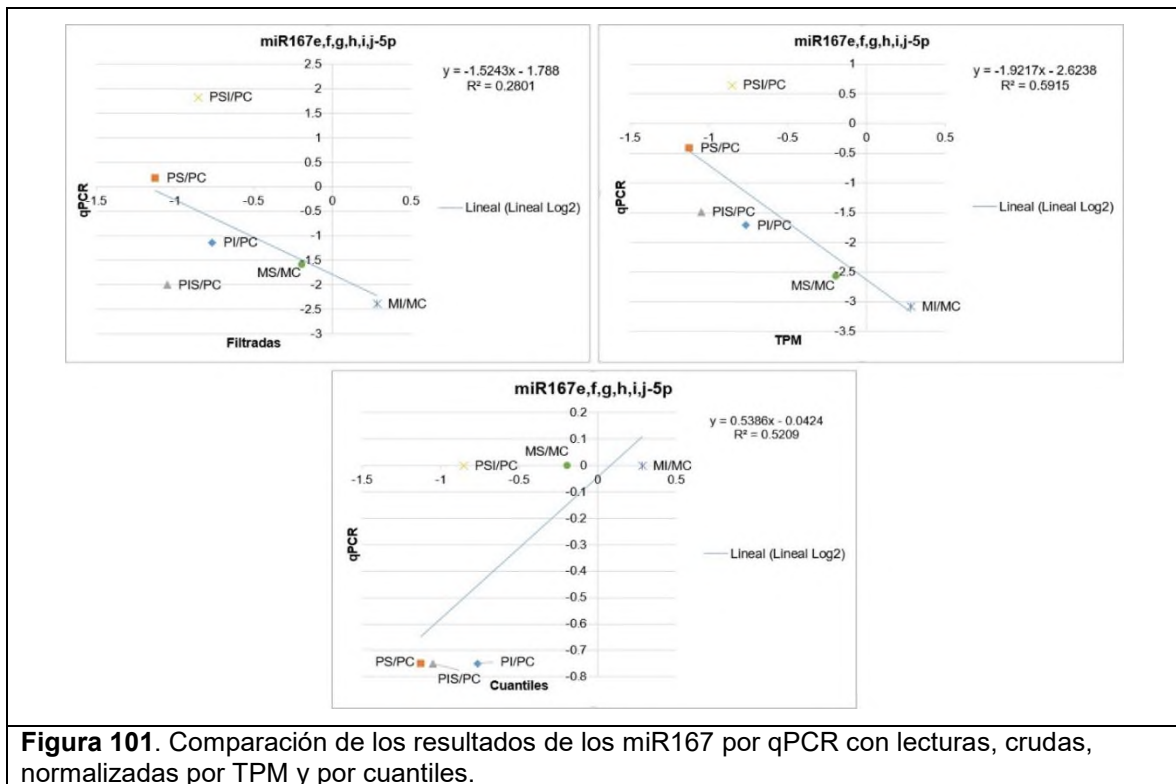 miR167e,f,g,h,i,j-5p
y = -1.5243x - 1.788
R² = 0.2801
2.5
2
1.5
1
0.5
0
-0.5
-1
-1.5
-2
-2.5
-3
-1.5
-1
-0.5
0
0.5
PSI/PC
PS/PC
PI/PC
MS/MC
PIS/PC
MI/MC
Lineal (Lineal Log2)
qPCR
Filtradas
miR167e,f,g,h,i,j-5p
y = -1.9217x - 2.6238
R² = 0.5915
1
0.5
0
-0.5
-1
-1.5
-2
-2.5
-3
-3.5
-1.5
-1
-0.5
0
0.5
PSI/PC
PS/PC
PIS/PC
PI/PC
MS/MC
MI/MC
Lineal (Lineal Log2)
qPCR
TPM
miR167e,f,g,h,i,j-5p
y = 0.5386x - 0.0424
R² = 0.5209
0.2
0.1
0
-0.1
-0.2
-0.3
-0.4
-0.5
-0.6
-0.7
-0.8
-1.5
-1
-0.5
0
0.5
MS/MC
PSI/PC
MI/MC
Lineal (Lineal Log2)
qPCR
PS/PC
PI/PC
PIS/PC
Cuantiles
Figura 101. Comparación de los resultados de los miR167 por qPCR con lecturas, crudas,
normalizadas por TPM y por cuantiles.